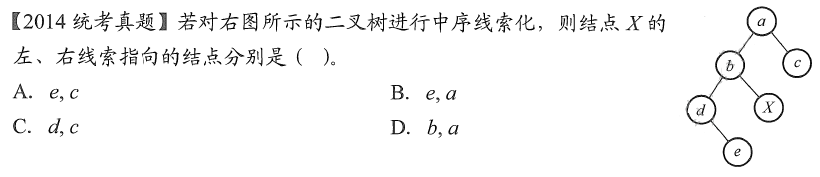 【2014 统考真题】若对右图所示的二叉树进行中序线索化，则结点 X 的
左、右线索指向的结点分别是（ ）。
A. e, c
B. e, a
C. d, c
D. b, a
a
b
c
d
X
e